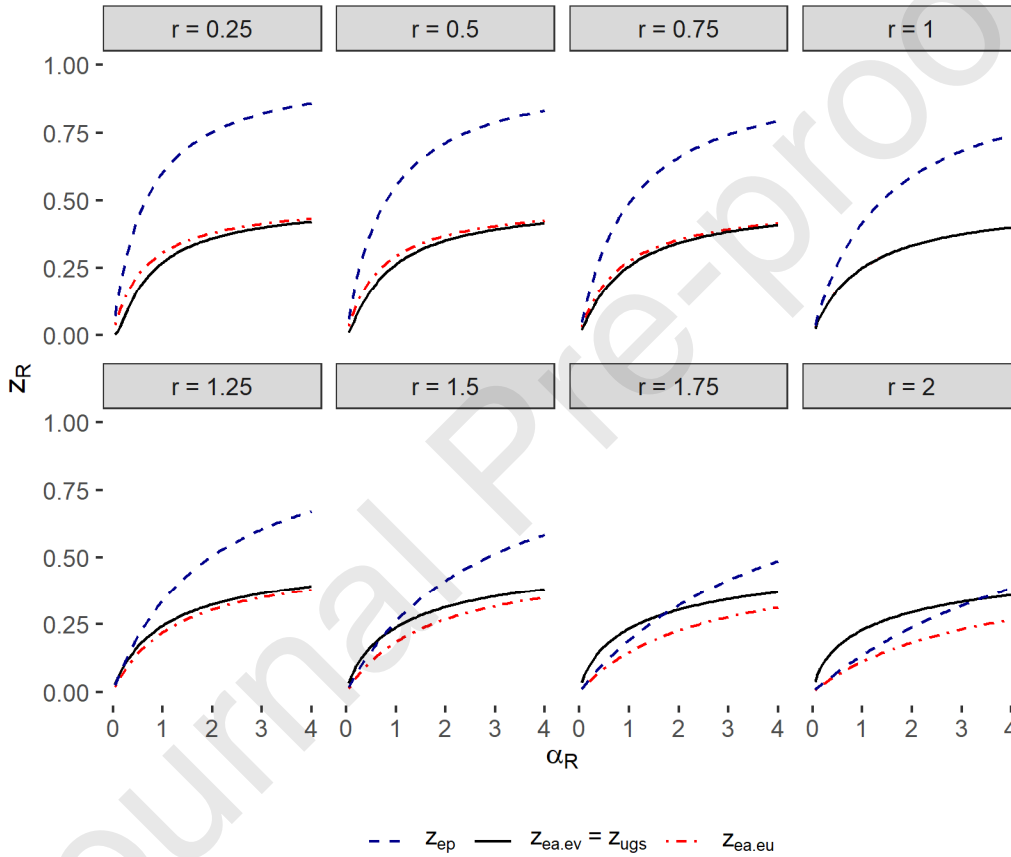 r = 0.25 r = 0.5 r = 0.75 r = 1
1.00
0.75
0.50
0.25
0.00
z_R
r = 1.25 r = 1.5 r = 1.75 r = 2
1.00
0.75
0.50
0.25
0.00
0 1 2 3 4 0 1 2 3 4 0 1 2 3 4 0 1 2 3 4
α_R
z_ep z_ea.ev = z_ugs z_ea.eu
ournal Pre-proo